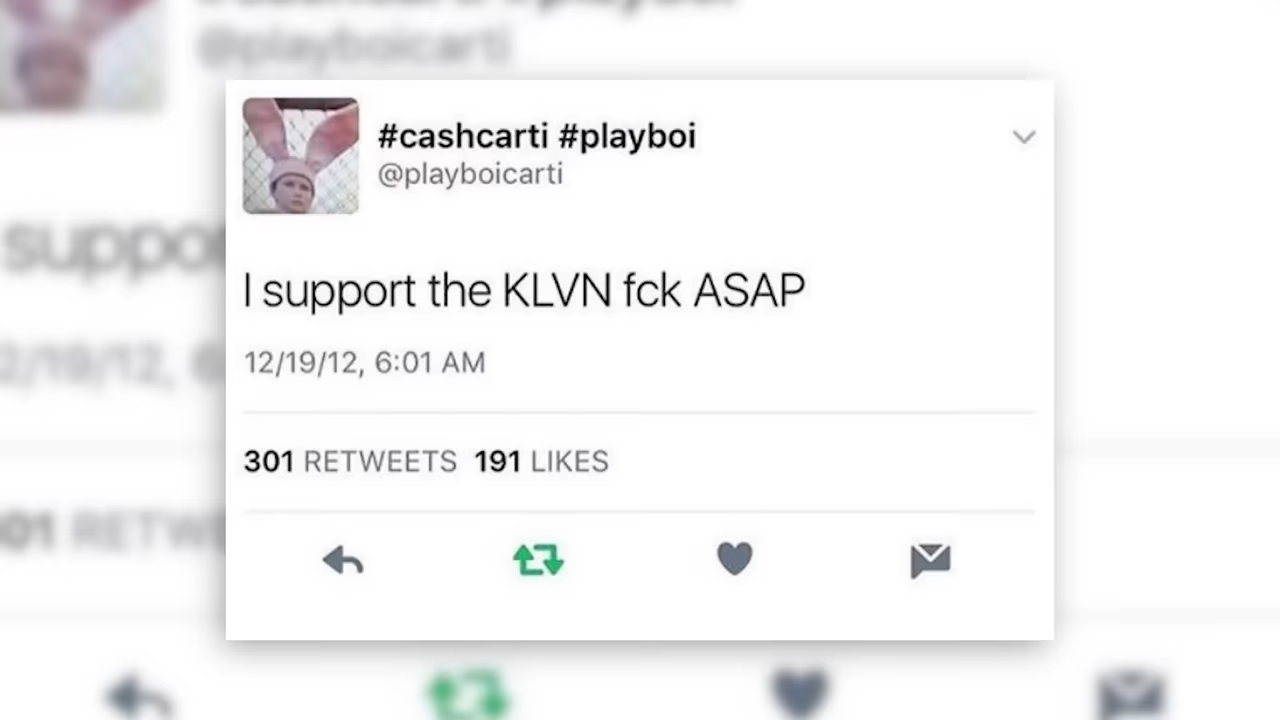 #cashcarti #playboi
@playboicarti
I support the KLVN fck ASAP
12/19/12, 6:01 AM
301 RETWEETS 191 LIKES